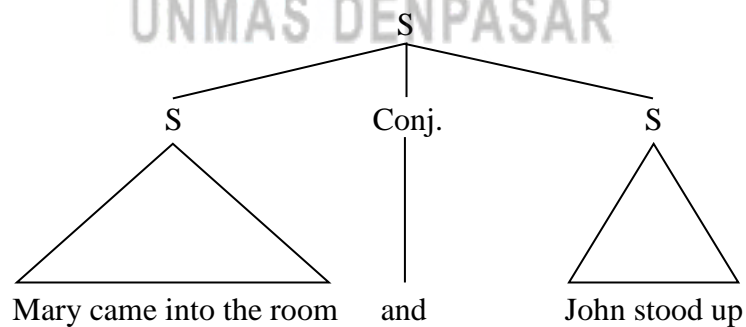 UNMAS DENPASAR
S
S Conj. S
Mary came into the room and John stood up